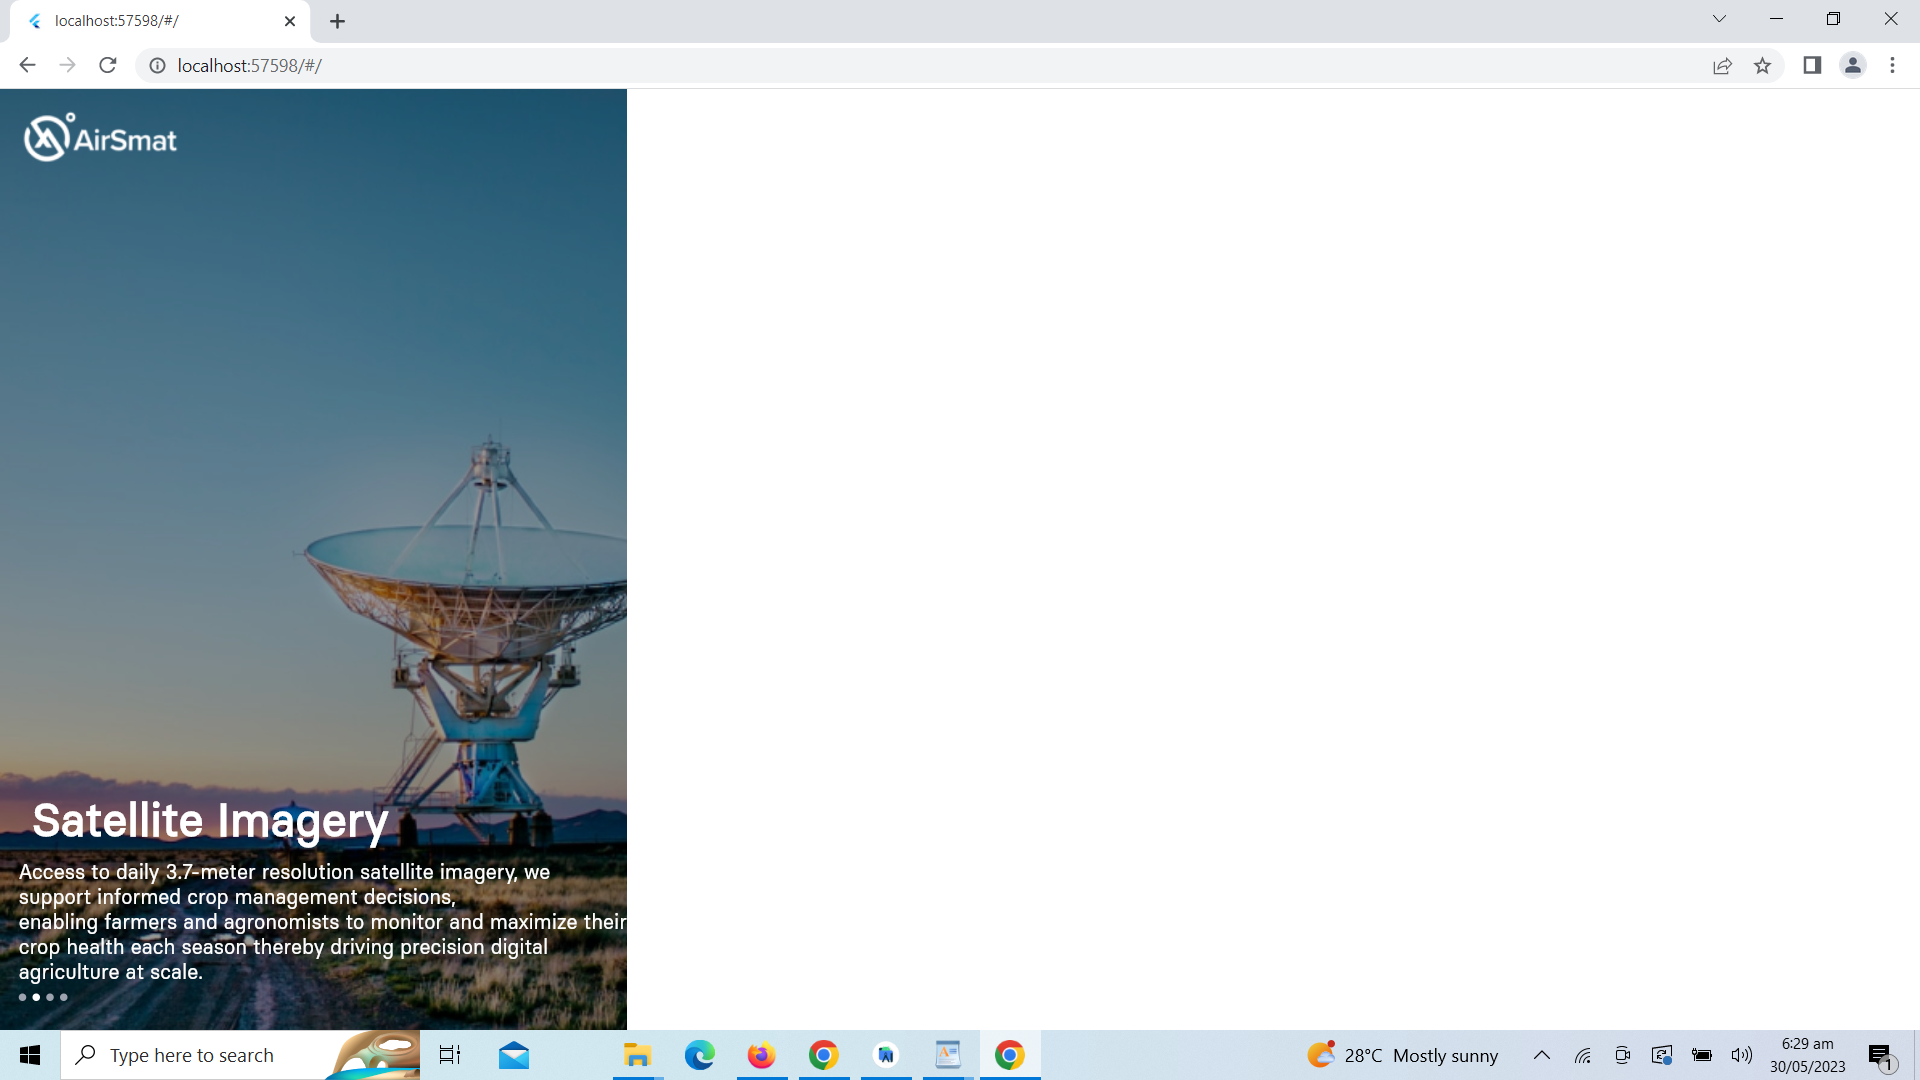 localhost:57598/#/
localhost:57598/#/
AirSmat
Satellite Imagery
Access to daily 3.7-meter resolution satellite imagery, we
support informed crop management decisions,
enabling farmers and agronomists to monitor and maximize their
crop health each season thereby driving precision digital
agriculture at scale.
Type here to search
28°C Mostly sunny
6:29 am
30/05/2023
1